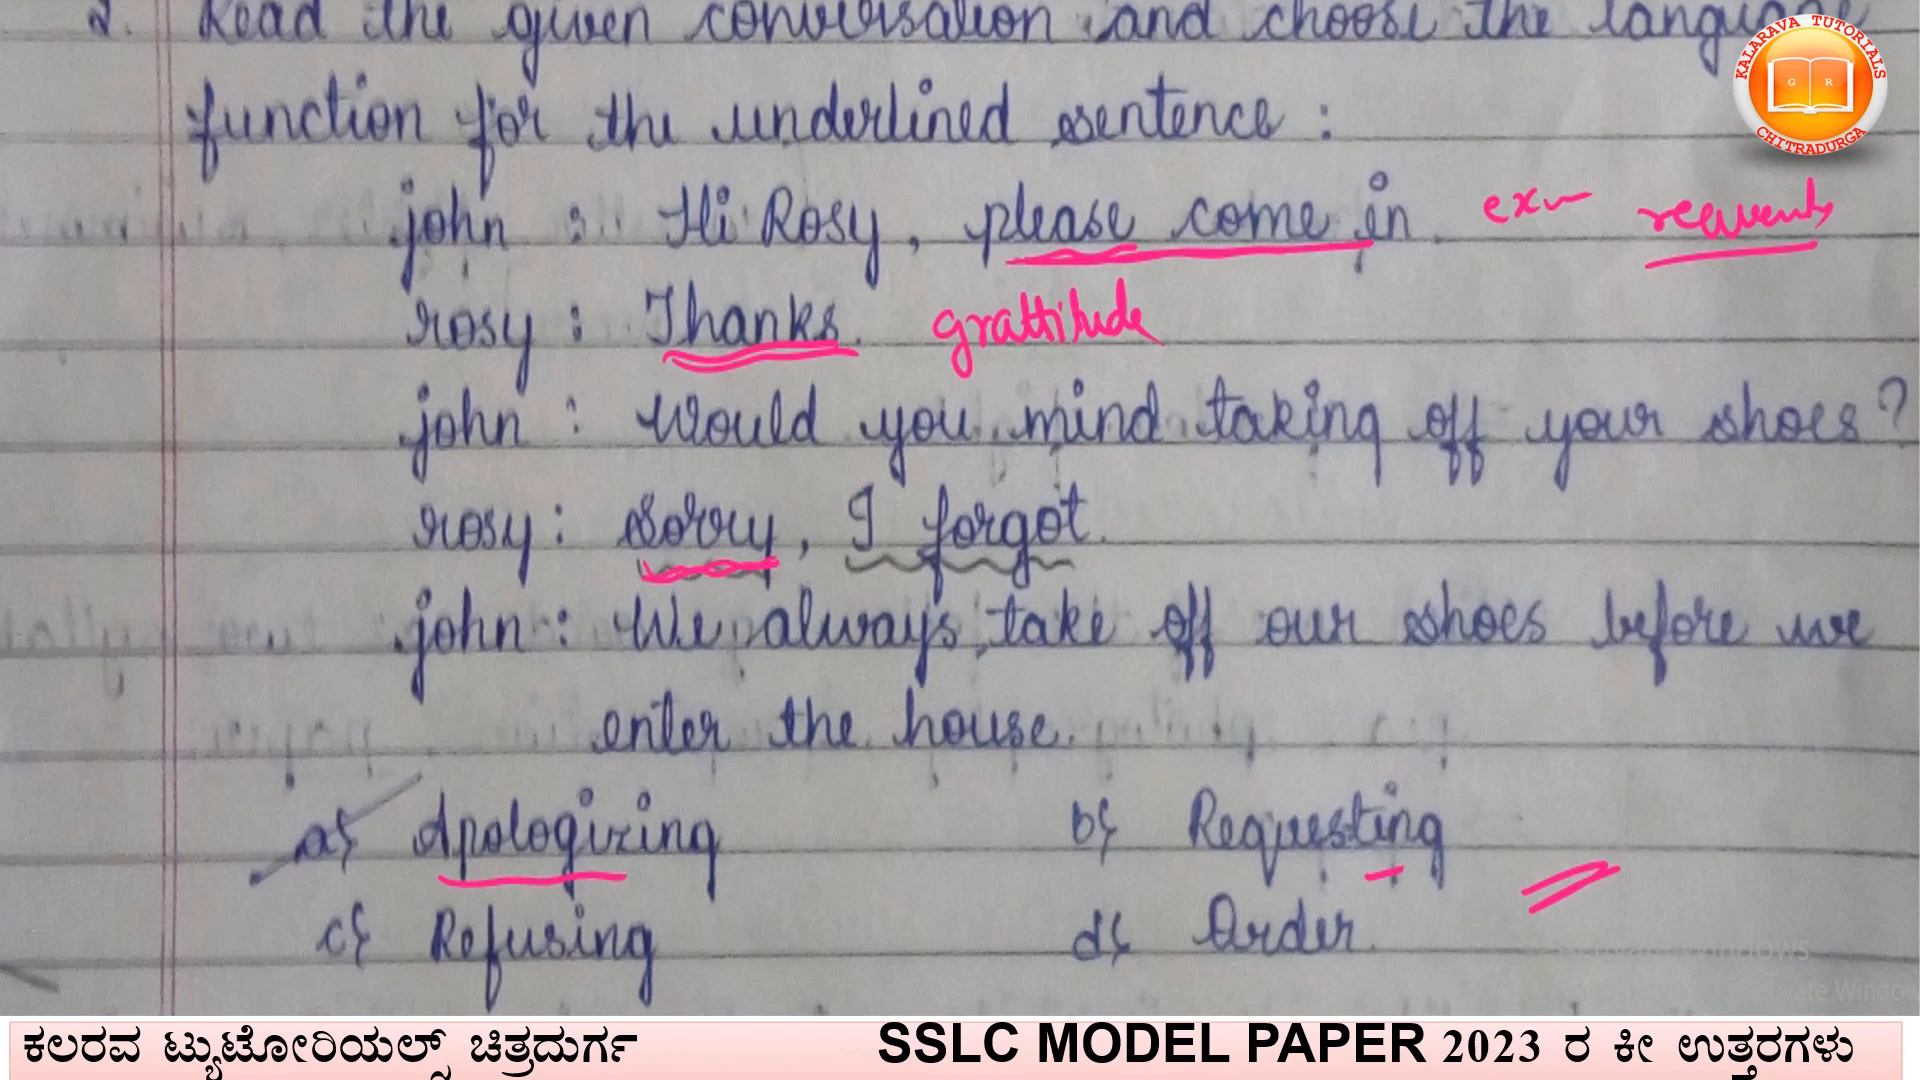 2. Read the given conversation and choose the language
function for the underlined sentence :
john : Hi Rosy, please come in. requests
rosy : Thanks. grattitude
john : Would you mind taking off your shoes?
rosy : Sorry, I forgot.
john : We always take off our shoes before we
enter the house.
a} Apologizing b} Requesting
c} Refusing d} Order.
KALARAVA TUTORIALS
G R
CHITRADURGA
ಕಲರವ ಟ್ಯುಟೋರಿಯಲ್ಸ್ ಚಿತ್ರದುರ್ಗ SSLC MODEL PAPER 2023 ರ ಕೀ ಉತ್ತರಗಳು